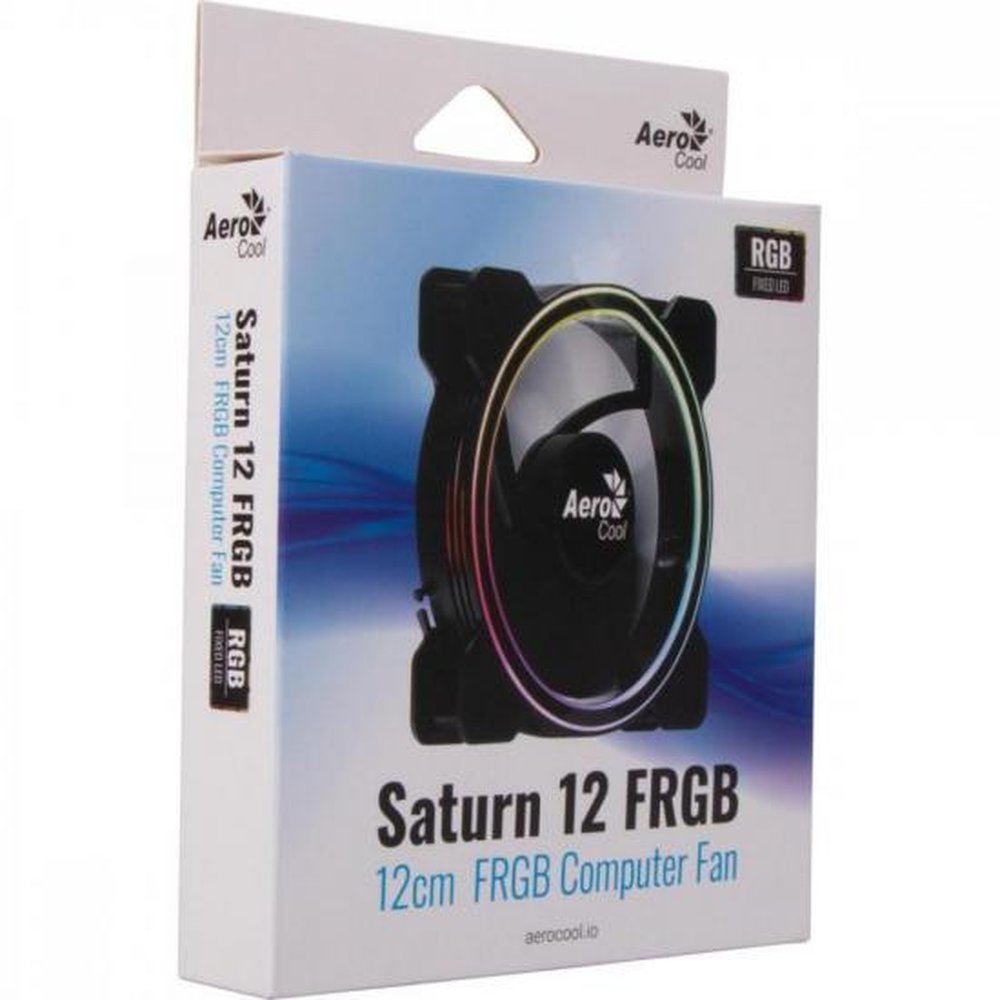 Aero
Cool
Aero
Cool
Saturn 12 FRGB
12cm FRGB Computer Fan
RGB
FIXED LED
RGB
FIXED LED
Aero
Cool
Saturn 12 FRGB
12cm FRGB Computer Fan
aerocool.io